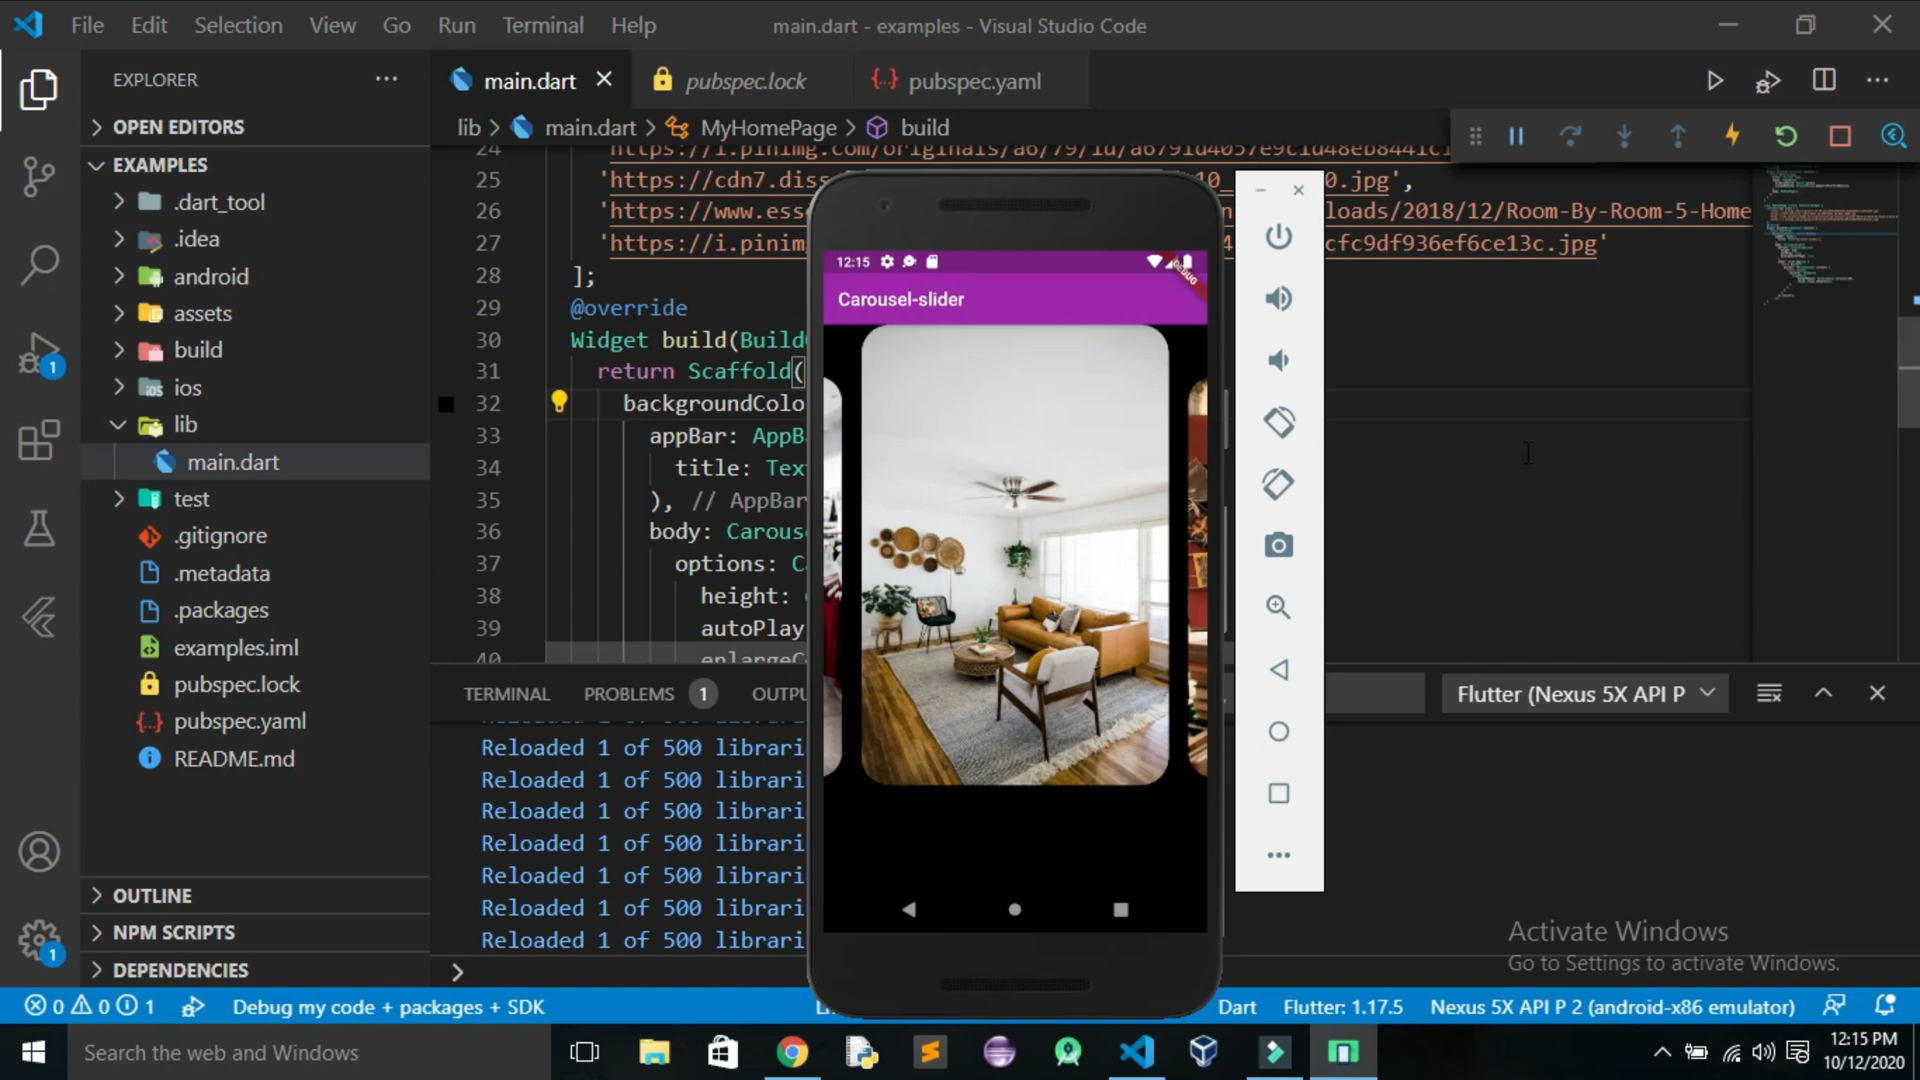 File Edit Selection View Go Run Terminal Help
main.dart - examples - Visual Studio Code
EXPLORER
OPEN EDITORS
EXAMPLES
.dart_tool
.idea
android
assets
build
ios
lib
main.dart
test
.gitignore
.metadata
.packages
examples.iml
pubspec.lock
pubspec.yaml
README.md
OUTLINE
NPM SCRIPTS
DEPENDENCIES
main.dart pubspec.lock pubspec.yaml
lib > main.dart > MyHomePage > build
24
25 'https://cdn7.diss 10_ 0.jpg',
26 'https://www.ess loads/2018/12/Room-By-Room-5-Home
27 'https://i.pinim 4 cfc9df936ef6ce13c.jpg'
28 ];
29 @override
30 Widget build(Build
31 return Scaffold(
32 backgroundColo
33 appBar: AppB
34 title: Tex
35 ), // AppBar
36 body: Carous
37 options: C
38 height:
39 autoPlay
40 enlargeC
12:15
DEBUG
Carousel-slider
TERMINAL PROBLEMS 1 OUTPU
Flutter (Nexus 5X API P
Reloaded 1 of 500 librari
Reloaded 1 of 500 librari
Reloaded 1 of 500 librari
Reloaded 1 of 500 librari
Reloaded 1 of 500 librari
Reloaded 1 of 500 librari
Reloaded 1 of 500 librari
Activate Windows
Go to Settings to activate Windows.
0 0 1 Debug my code + packages + SDK
Dart Flutter: 1.17.5 Nexus 5X API P 2 (android-x86 emulator)
Search the web and Windows
12:15 PM
10/12/2020